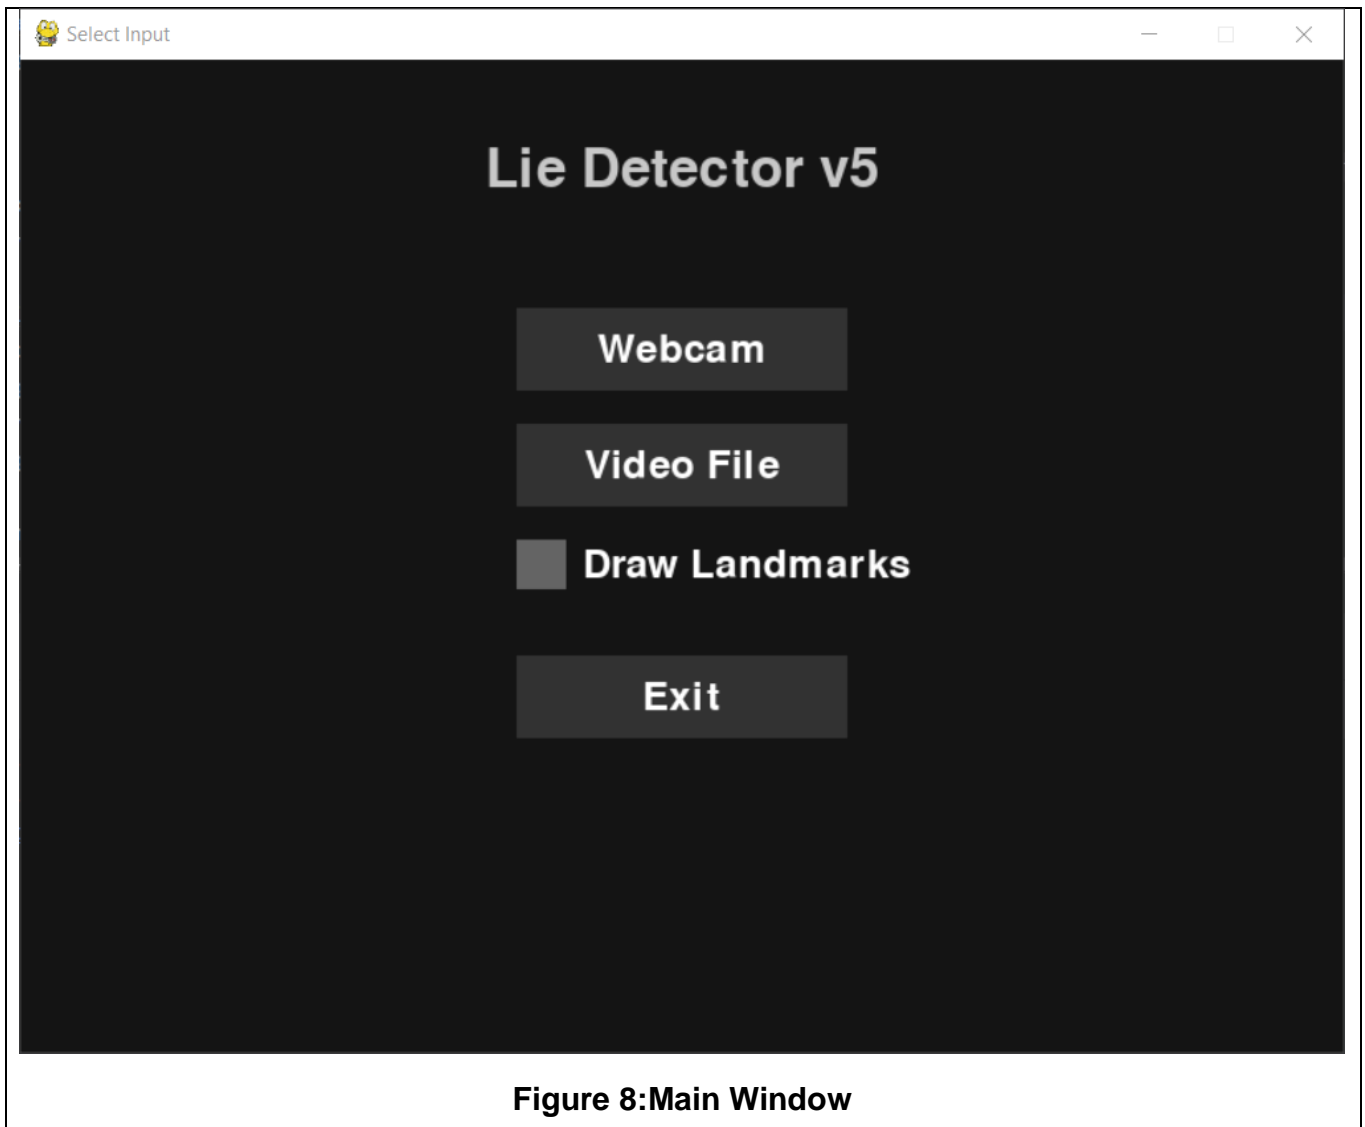 Select Input
Lie Detector v5
Webcam
Video File
Draw Landmarks
Exit
Figure 8:Main Window